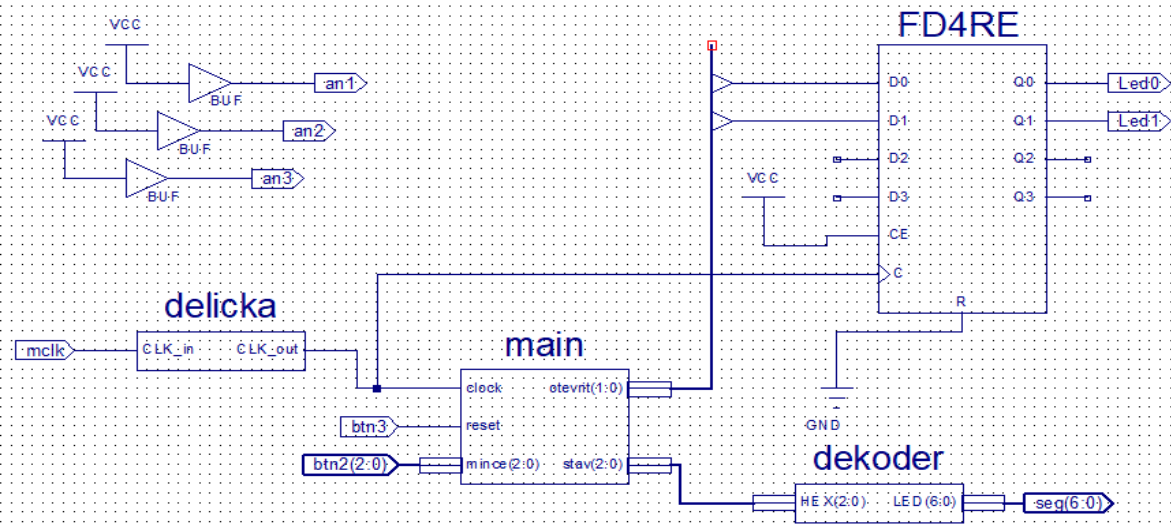 VCC
FD4RE
VCC
an1
D0
Q0
Led0
BUF
VCC
an2
D1
Q1
Led1
BUF
D2
Q2
an3
VCC
BUF
D3
Q3
CE
C
delicka
R
mclk
CLK_in
CLK_out
main
clock
otevrit(1:0)
btn3
reset
GND
btn2(2:0)
mince(2:0)
stav(2:0)
dekoder
HEX(2:0)
LED(6:0)
seg(6:0)